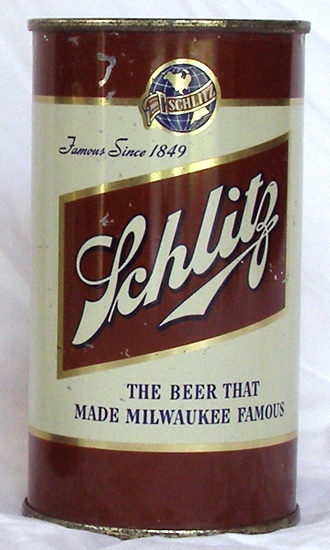 SCHLITZ
Famous Since 1849
Schlitz
THE BEER THAT
MADE MILWAUKEE FAMOUS